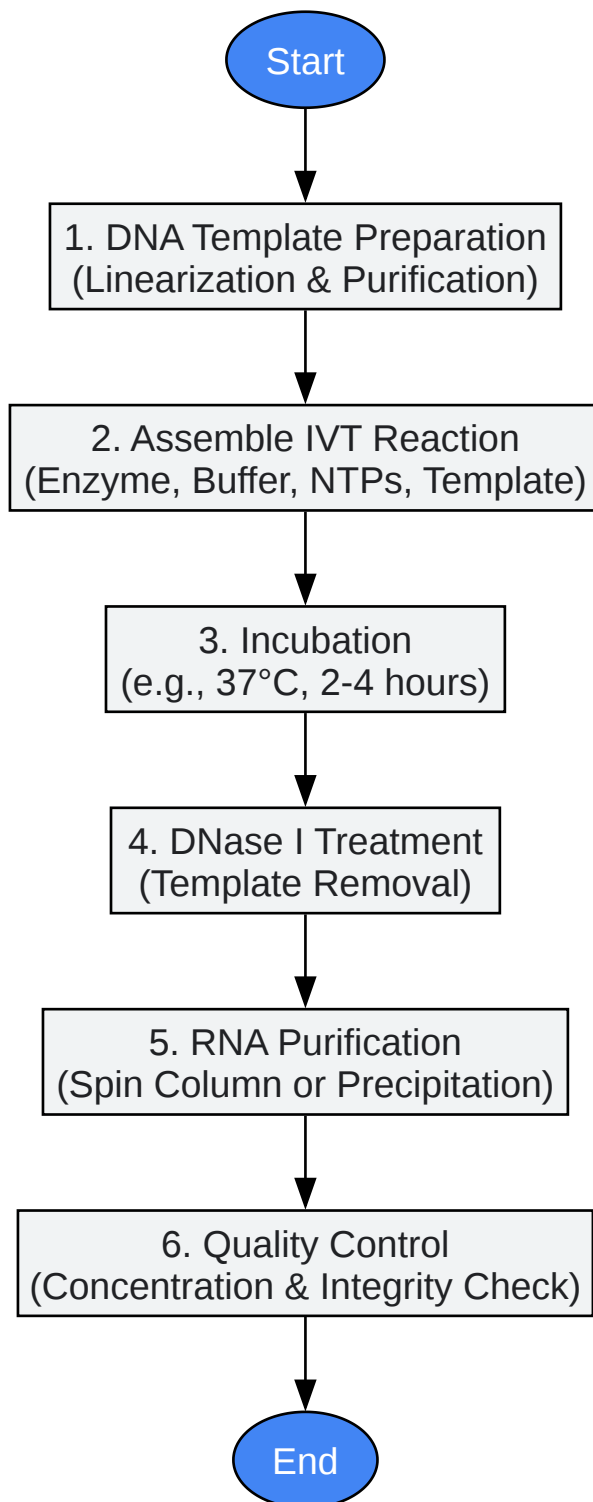 Start
1. DNA Template Preparation
(Linearization & Purification)
2. Assemble IVT Reaction
(Enzyme, Buffer, NTPs, Template)
3. Incubation
(e.g., 37°C, 2-4 hours)
4. DNase I Treatment
(Template Removal)
5. RNA Purification
(Spin Column or Precipitation)
6. Quality Control
(Concentration & Integrity Check)
End